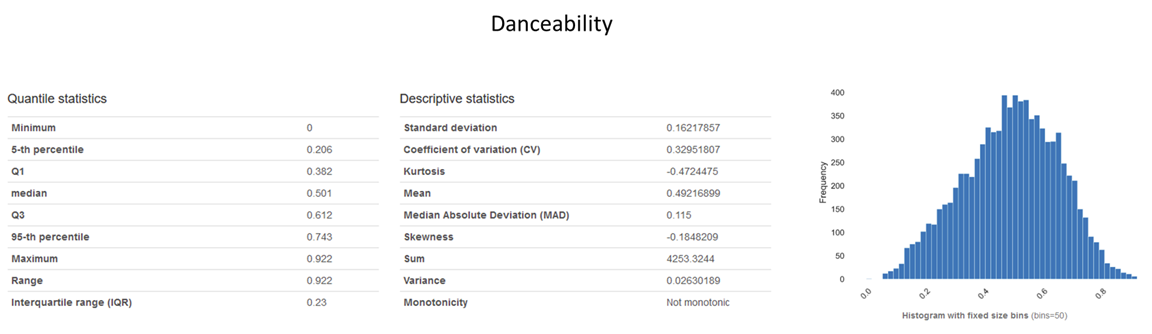 Danceability
Quantile statistics
Minimum 0
5-th percentile 0.206
Q1 0.382
median 0.501
Q3 0.612
95-th percentile 0.743
Maximum 0.922
Range 0.922
Interquartile range (IQR) 0.23
Descriptive statistics
Standard deviation 0.16217857
Coefficient of variation (CV) 0.32951807
Kurtosis -0.4724475
Mean 0.49216899
Median Absolute Deviation (MAD) 0.115
Skewness -0.1848209
Sum 4253.3244
Variance 0.02630189
Monotonicity Not monotonic
400
350
300
250
200
150
100
50
0
Frequency
0.0 0.2 0.4 0.6 0.8
Histogram with fixed size bins (bins=50)